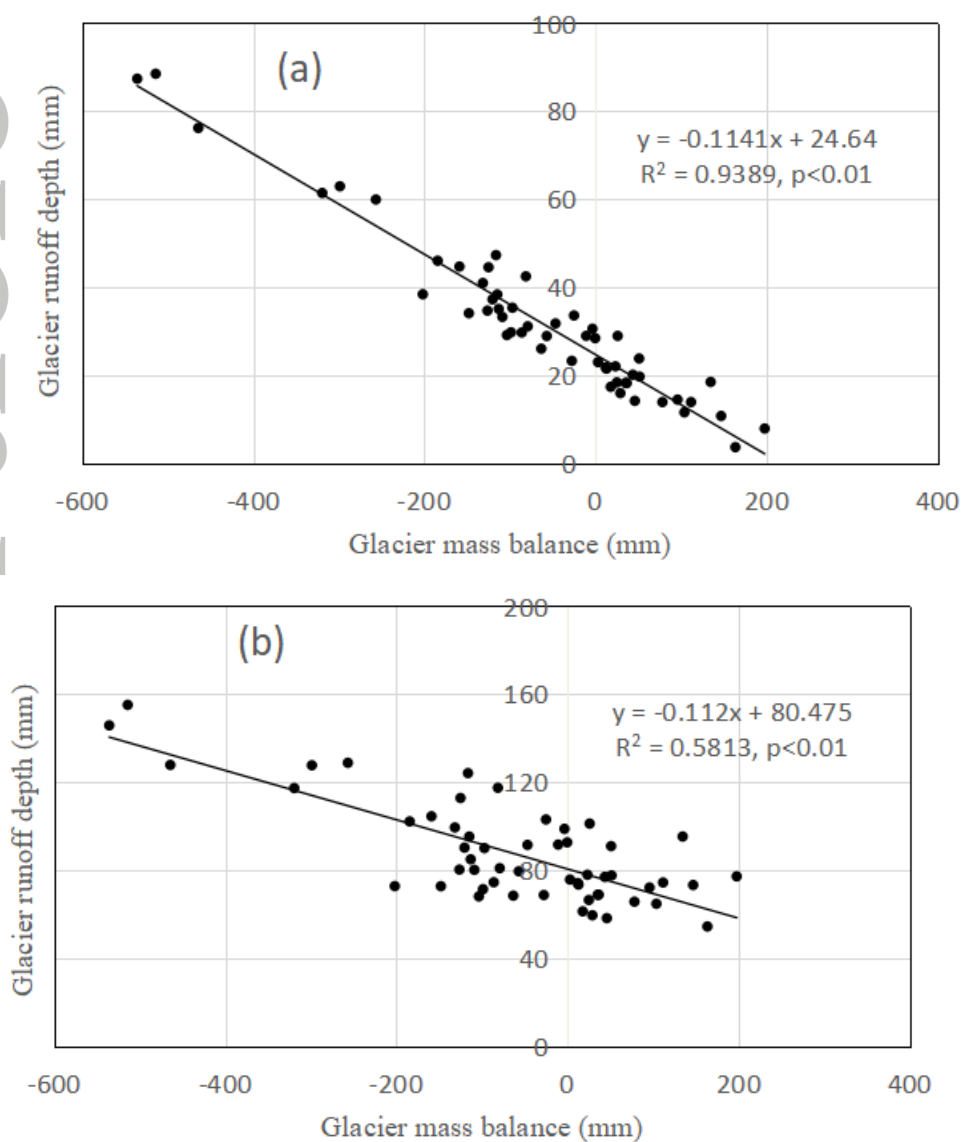 100
(a)
80
y = -0.1141x + 24.64
R² = 0.9389, p<0.01
60
40
20
0
Glacier runoff depth (mm)
-600 -400 -200 0 200 400
Glacier mass balance (mm)
200
(b)
160
y = -0.112x + 80.475
R² = 0.5813, p<0.01
120
80
40
0
Glacier runoff depth (mm)
-600 -400 -200 0 200 400
Glacier mass balance (mm)